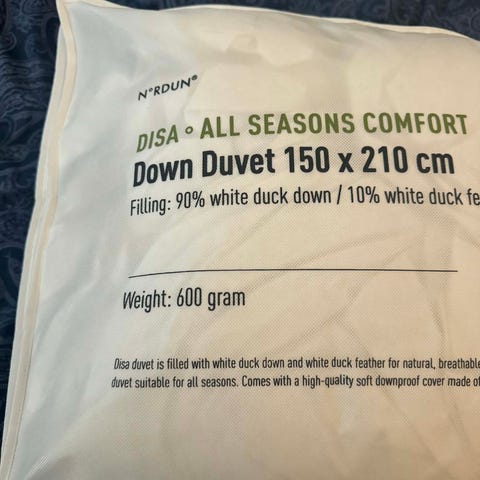 N°RDUN®
DISA ° ALL SEASONS COMFORT
Down Duvet 150 x 210 cm
Filling: 90% white duck down / 10% white duck fe
Weight: 600 gram
Disa duvet is filled with white duck down and white duck feather for natural, breathable
duvet suitable for all seasons. Comes with a high-quality soft downproof cover made of